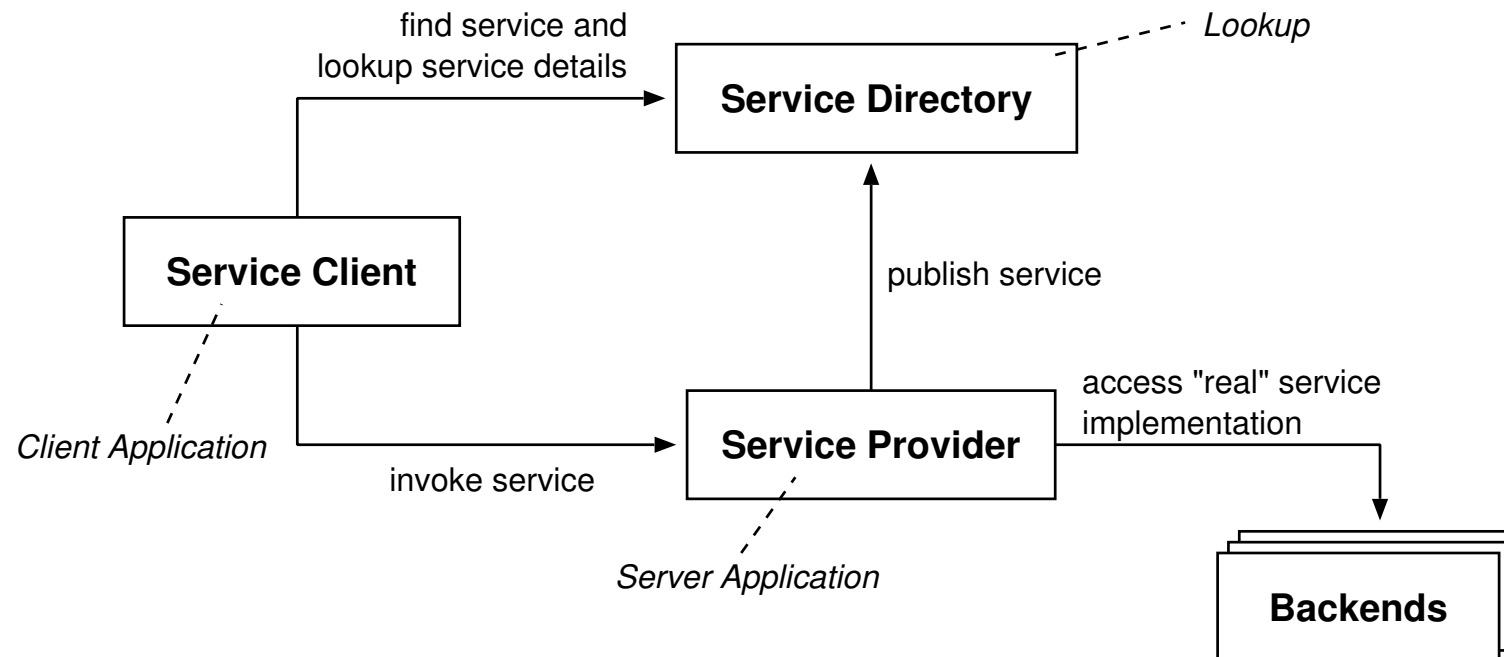 find service and
lookup service details
Lookup
Service Directory
Service Client
publish service
access "real" service
implementation
Client Application
invoke service
Service Provider
Server Application
Backends